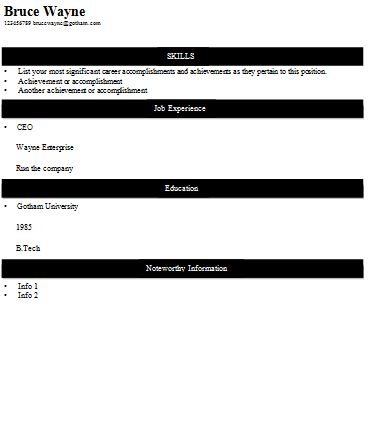 Bruce Wayne
123456789 brucewayne@gotham.com
SKILLS
• List your most significant career accomplishments and achievements as they pertain to this position.
• Achievement or accomplishment
• Another achievement or accomplishment
Job Experience
• CEO
Wayne Enterprise
Run the company
Education
• Gotham University
1985
B.Tech
Noteworthy Information
• Info 1
• Info 2